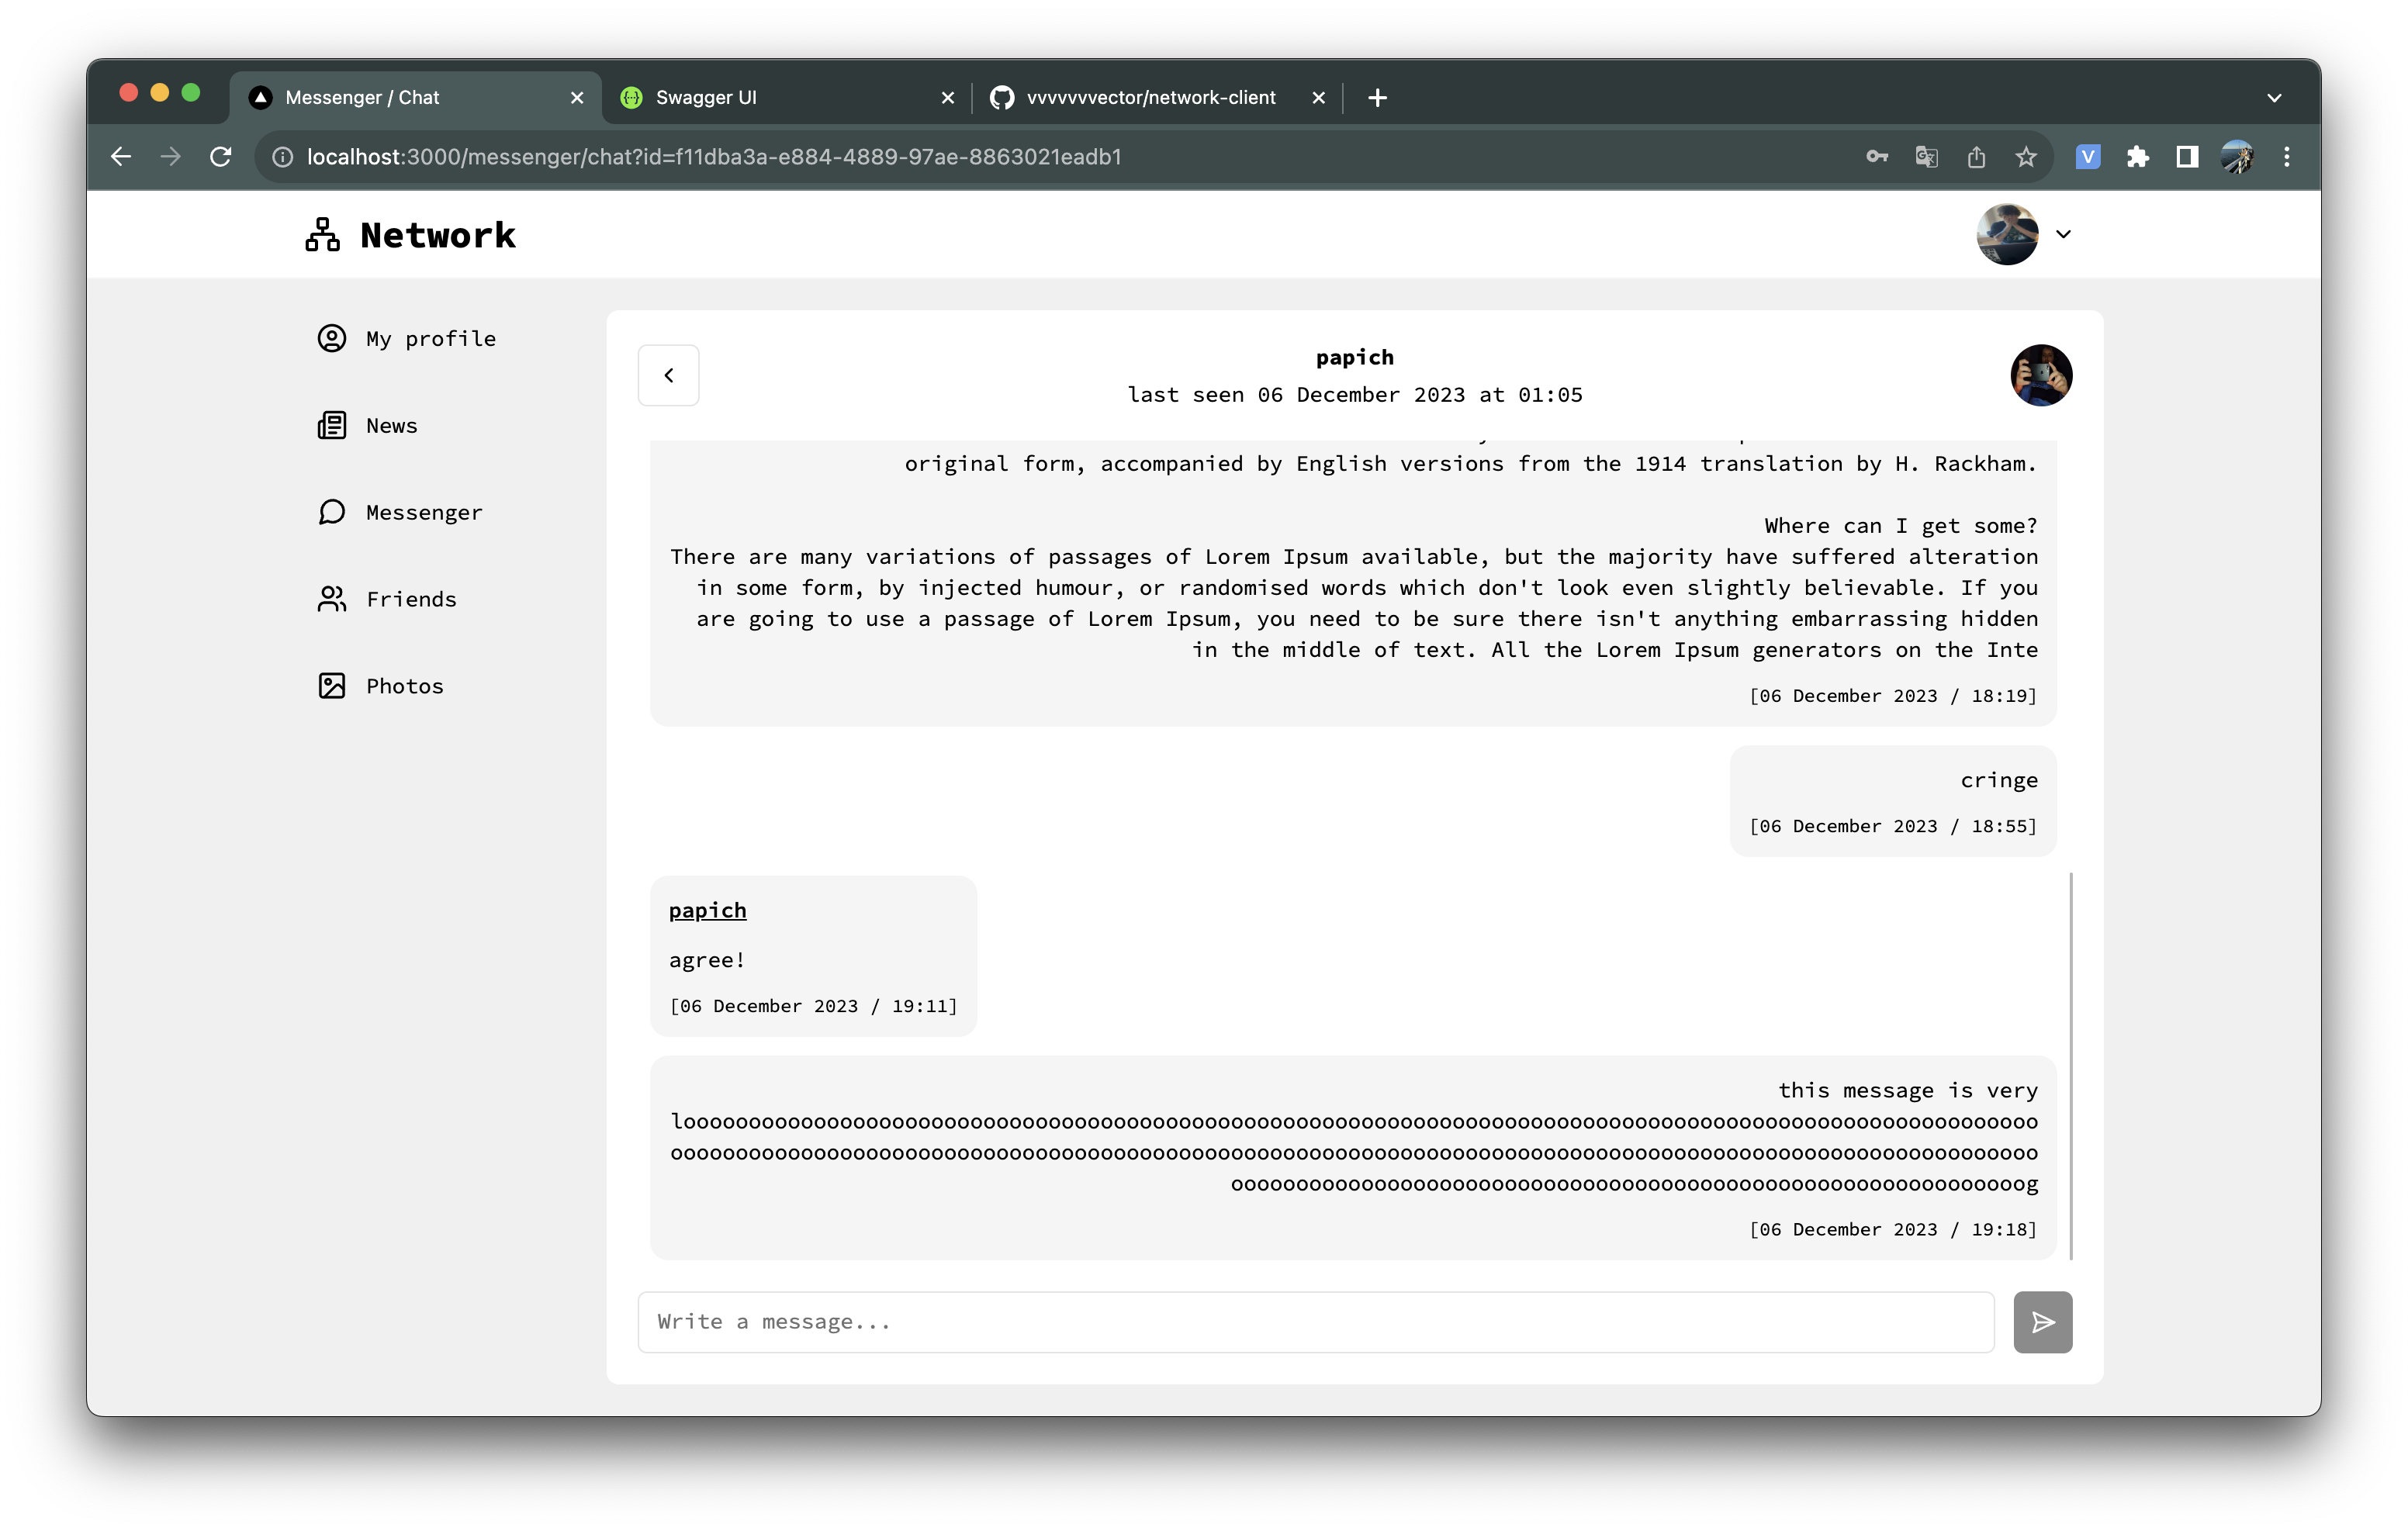 Messenger / Chat
Swagger UI
vvvvvvvector/network-client
localhost:3000/messenger/chat?id=f11dba3a-e884-4889-97ae-8863021eadb1
V
Network
My profile
News
Messenger
Friends
Photos
papich
last seen 06 December 2023 at 01:05
original form, accompanied by English versions from the 1914 translation by H. Rackham.
Where can I get some?
There are many variations of passages of Lorem Ipsum available, but the majority have suffered alteration
in some form, by injected humour, or randomised words which don't look even slightly believable. If you
are going to use a passage of Lorem Ipsum, you need to be sure there isn't anything embarrassing hidden
in the middle of text. All the Lorem Ipsum generators on the Inte
[06 December 2023 / 18:19]
cringe
[06 December 2023 / 18:55]
papich
agree!
[06 December 2023 / 19:11]
this message is very
loooooooooooooooooooooooooooooooooooooooooooooooooooooooooooooooooooooooooooooooooooooooooooooooooooooooo
ooooooooooooooooooooooooooooooooooooooooooooooooooooooooooooooooooooooooooooooooooooooooooooooooooooooooo
ooooooooooooooooooooooooooooooooooooooooooooooooooooooooooooog
[06 December 2023 / 19:18]
Write a message...